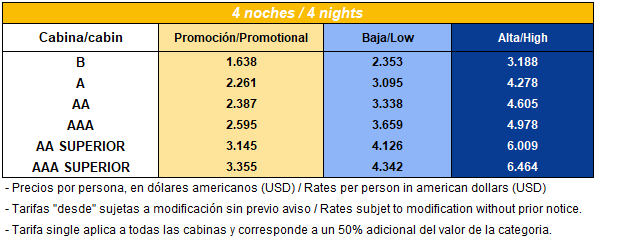 4 noches / 4 nights
Cabina/cabin Promoción/Promotional Baja/Low Alta/High
B 1.638 2.353 3.188
A 2.261 3.095 4.278
AA 2.387 3.338 4.605
AAA 2.595 3.659 4.978
AA SUPERIOR 3.145 4.126 6.009
AAA SUPERIOR 3.355 4.342 6.464
- Precios por persona, en dólares americanos (USD) / Rates per person in american dollars (USD)
- Tarifas "desde" sujetas a modificación sin previo aviso / Rates subjet to modification without prior notice.
- Tarifa single aplica a todas las cabinas y corresponde a un 50% adicional del valor de la categoria.